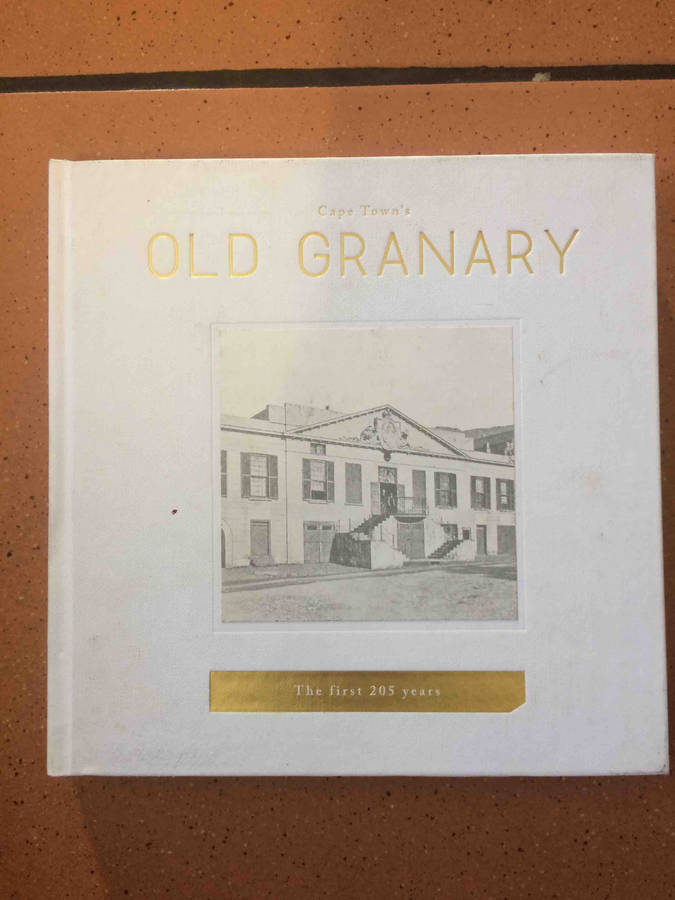 Cape Town's
OLD GRANARY
The first 205 years